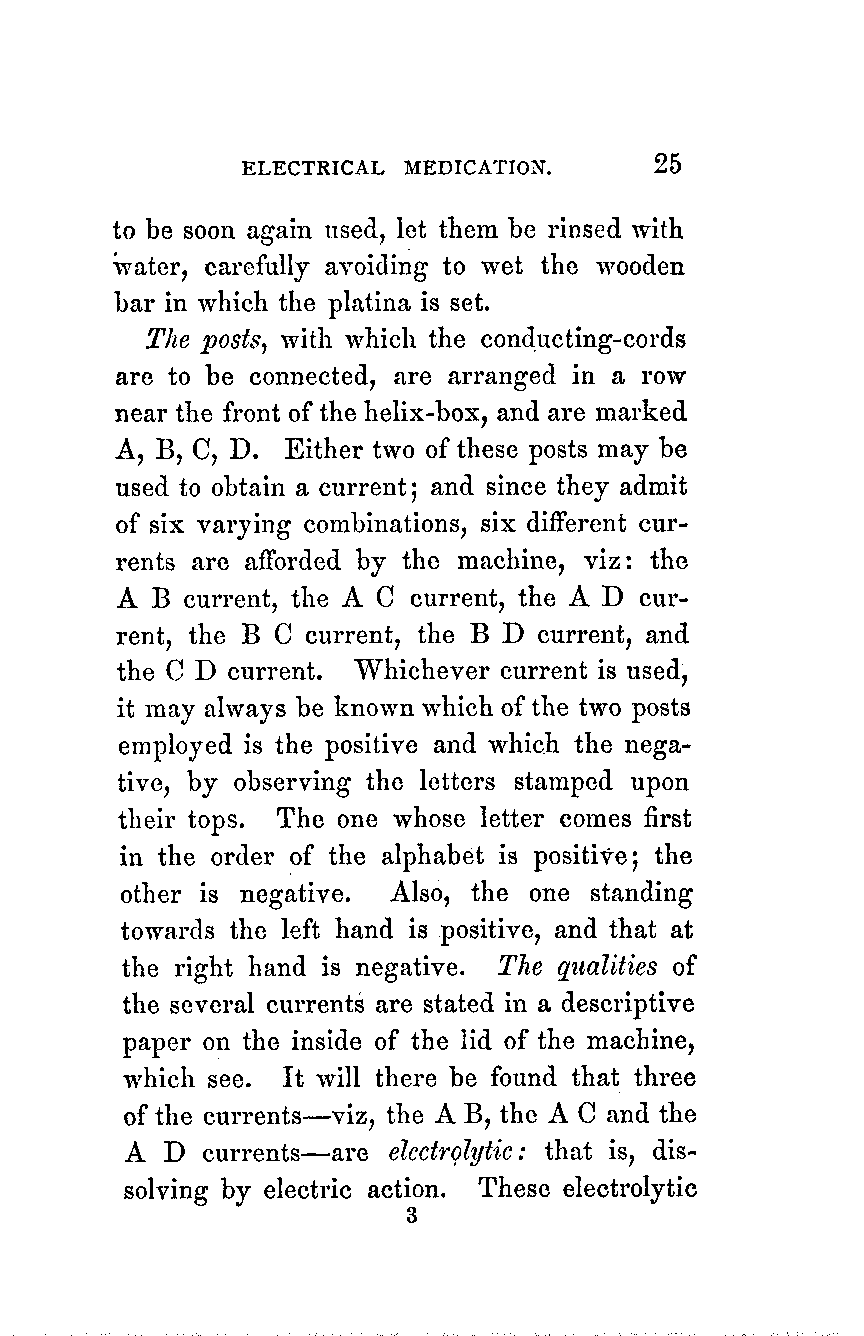 ELECTRICAL MEDICATION. 25
to be soon again used, let them be rinsed with
water, carefully avoiding to wet the wooden
bar in which the platina is set.
The posts, with which the conducting-cords
are to be connected, are arranged in a row
near the front of the helix-box, and are marked
A, B, C, D. Either two of these posts may be
used to obtain a current; and since they admit
of six varying combinations, six different cur-
rents are afforded by the machine, viz: the
A B current, the A C current, the A D cur-
rent, the B C current, the B D current, and
the C D current. Whichever current is used,
it may always be known which of the two posts
employed is the positive and which the nega-
tive, by observing the letters stamped upon
their tops. The one whose letter comes first
in the order of the alphabet is positive; the
other is negative. Also, the one standing
towards the left hand is positive, and that at
the right hand is negative. The qualities of
the several currents are stated in a descriptive
paper on the inside of the lid of the machine,
which see. It will there be found that three
of the currents—viz, the A B, the A C and the
A D currents—are electrolytic: that is, dis-
solving by electric action. These electrolytic
3